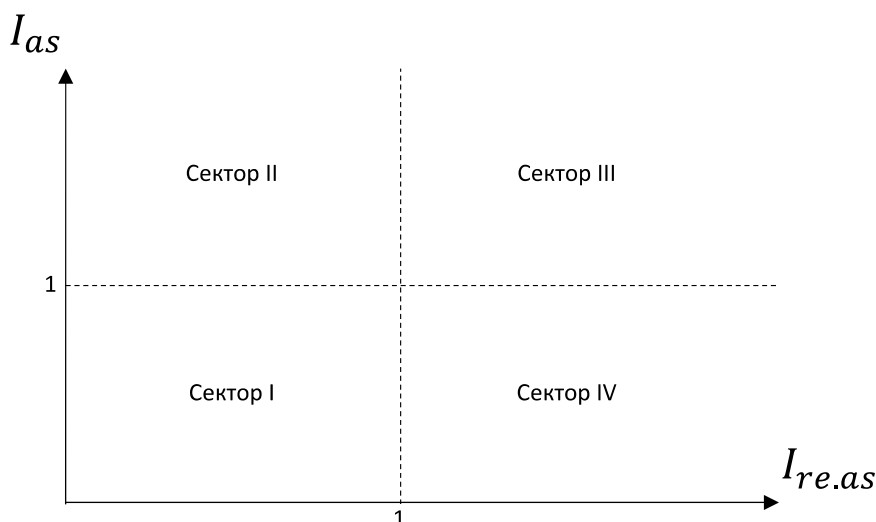 I_as
Сектор II
Сектор III
1
Сектор I
Сектор IV
I_re.as
1